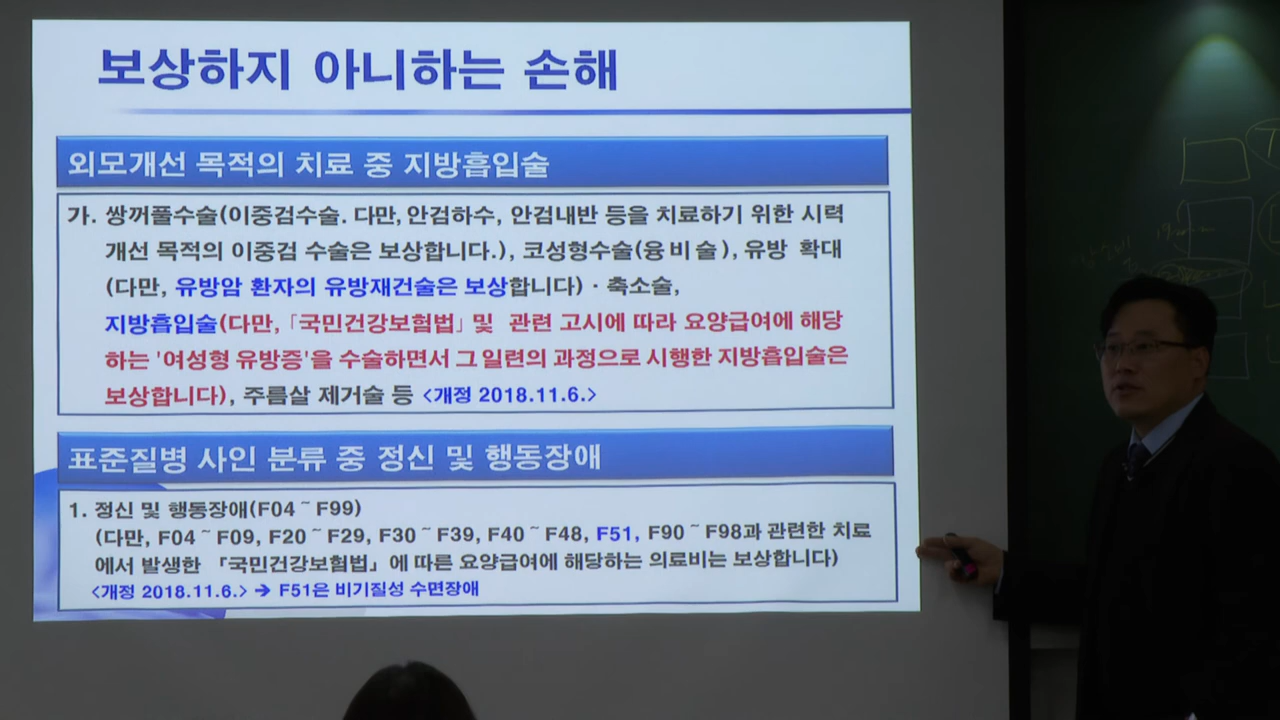 보상하지 아니하는 손해
외모개선 목적의 치료 중 지방흡입술
가. 쌍꺼풀수술(이중검수술. 다만, 안검하수, 안검내반 등을 치료하기 위한 시력
개선 목적의 이중검 수술은 보상합니다.), 코성형수술(융비술), 유방 확대
(다만, 유방암 환자의 유방재건술은 보상합니다)·축소술,
지방흡입술(다만, 「국민건강보험법」 및 관련 고시에 따라 요양급여에 해당
하는 '여성형 유방증'을 수술하면서 그 일련의 과정으로 시행한 지방흡입술은
보상합니다), 주름살 제거술 등 <개정 2018.11.6.>
표준질병 사인 분류 중 정신 및 행동장애
1. 정신 및 행동장애(F04 ~ F99)
(다만, F04 ~ F09, F20 ~ F29, F30 ~ F39, F40 ~ F48, F51, F90 ~ F98과 관련한 치료
에서 발생한 「국민건강보험법」에 따른 요양급여에 해당하는 의료비는 보상합니다)
<개정 2018.11.6.> → F51은 비기질성 수면장애